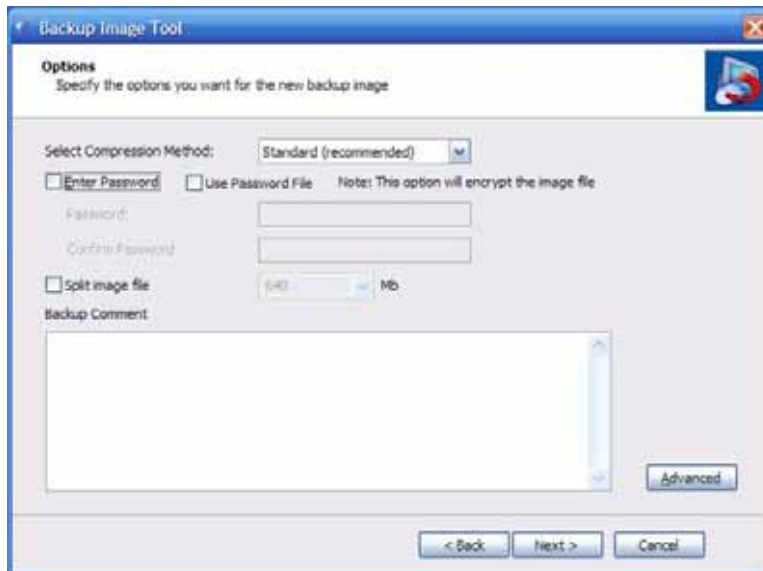 Backup Image Tool
Options
Specify the options you want for the new backup image
Select Compression Method: Standard (recommended)
Enter Password Use Password File Note: This option will encrypt the image file
Password:
Confirm Password
Split image file 640 Mb
Backup Comment
Advanced
< Back Next > Cancel